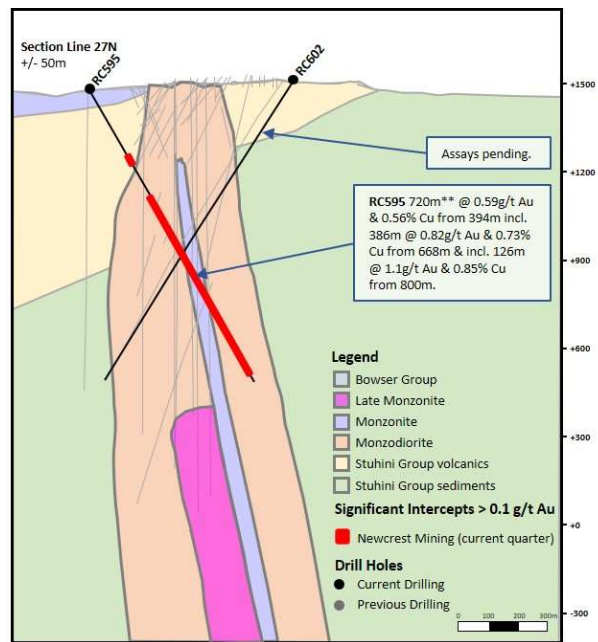 Section Line 27N
+/- 50m
RC595
RC602
+1500
Assays pending.
+1200
RC595 720m** @ 0.59g/t Au
& 0.56% Cu from 394m incl.
386m @ 0.82g/t Au & 0.73%
Cu from 668m & incl. 126m
@ 1.1g/t Au & 0.85% Cu
from 800m.
+900
+600
Legend
Bowser Group
Late Monzonite
Monzonite
Monzodiorite
Stuhini Group volcanics
Stuhini Group sediments
+300
Significant Intercepts > 0.1 g/t Au
+0
Newcrest Mining (current quarter)
Drill Holes
Current Drilling
Previous Drilling
0 100 200 300m
-300